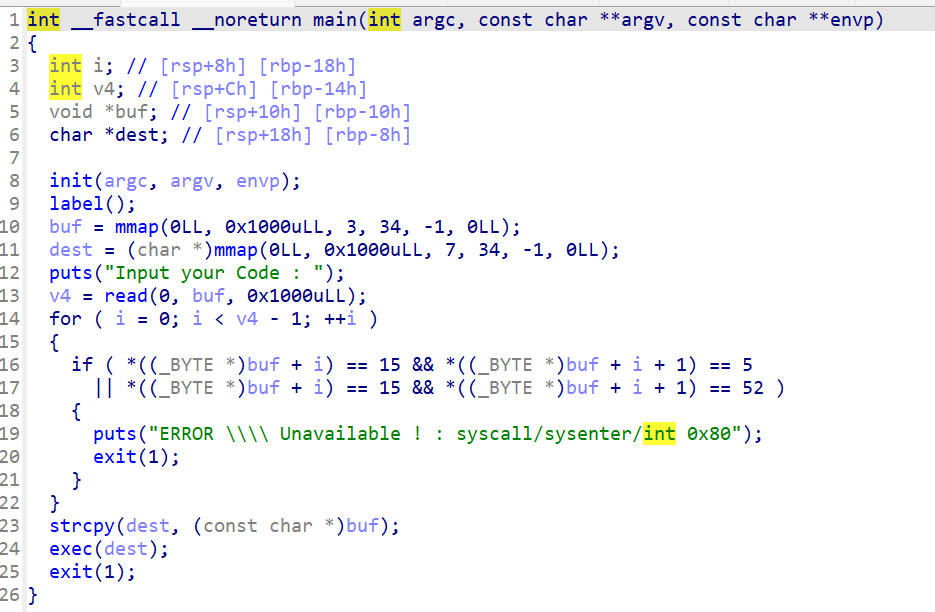 1 int __fastcall __noreturn main(int argc, const char **argv, const char **envp)
2 {
3 int i; // [rsp+8h] [rbp-18h]
4 int v4; // [rsp+Ch] [rbp-14h]
5 void *buf; // [rsp+10h] [rbp-10h]
6 char *dest; // [rsp+18h] [rbp-8h]
7
8 init(argc, argv, envp);
9 label();
10 buf = mmap(0LL, 0x1000uLL, 3, 34, -1, 0LL);
11 dest = (char *)mmap(0LL, 0x1000uLL, 7, 34, -1, 0LL);
12 puts("Input your Code : ");
13 v4 = read(0, buf, 0x1000uLL);
14 for ( i = 0; i < v4 - 1; ++i )
15 {
16 if ( *((_BYTE *)buf + i) == 15 && *((_BYTE *)buf + i + 1) == 5
17 || *((_BYTE *)buf + i) == 15 && *((_BYTE *)buf + i + 1) == 52 )
18 {
19 puts("ERROR \\\\ Unavailable ! : syscall/sysenter/int 0x80");
20 exit(1);
21 }
22 }
23 strcpy(dest, (const char *)buf);
24 exec(dest);
25 exit(1);
26 }